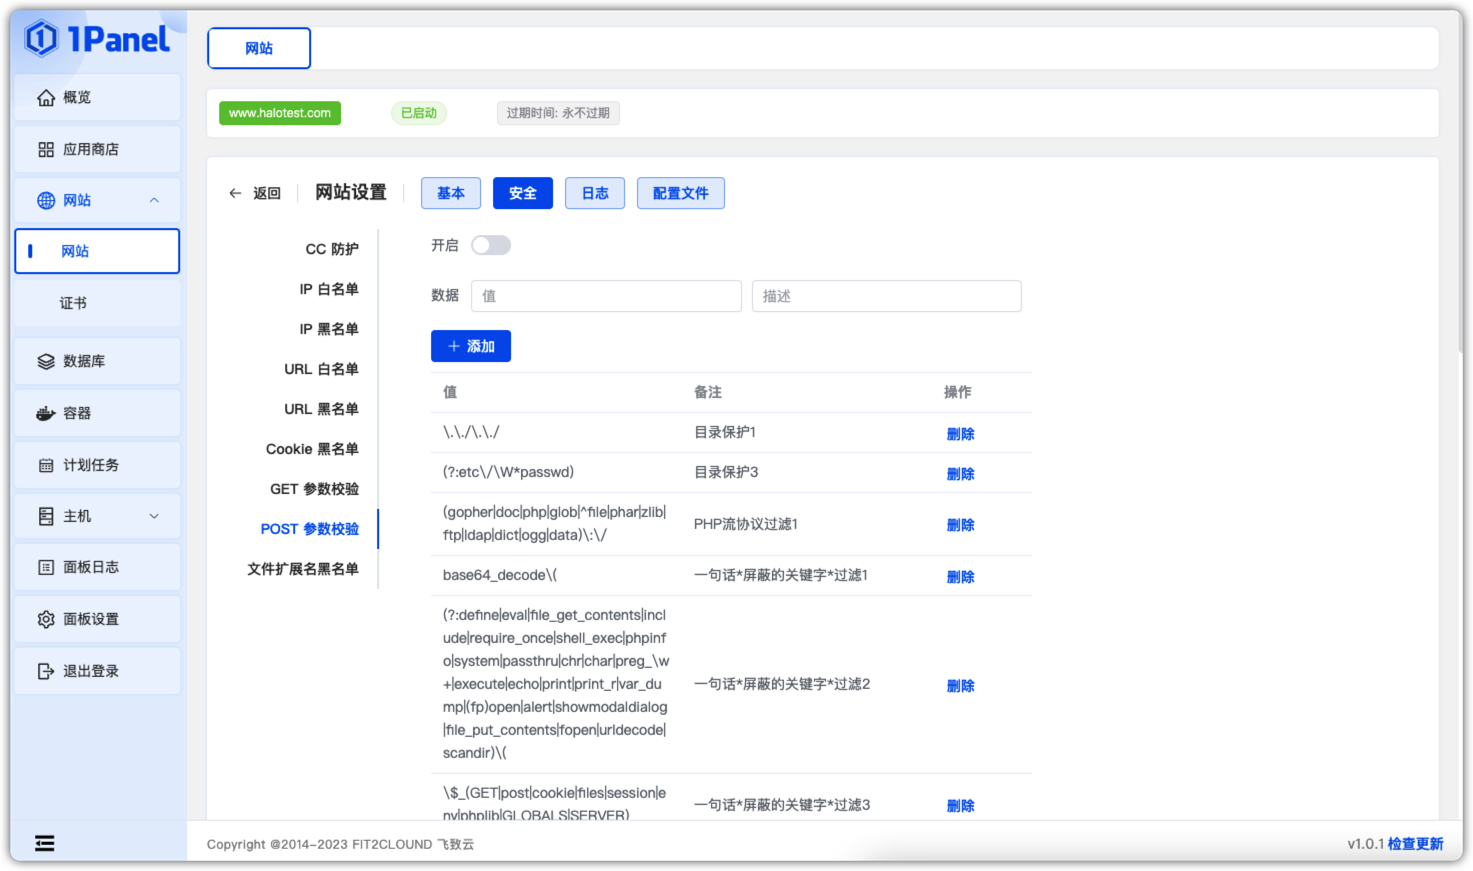 1Panel
网站
概览
www.halotest.com
已启动
过期时间: 永不过期
应用商店
网站
网站
证书
数据库
容器
计划任务
主机
面板日志
面板设置
退出登录
返回
网站设置
基本
安全
日志
配置文件
CC 防护
IP 白名单
IP 黑名单
URL 白名单
URL 黑名单
Cookie 黑名单
GET 参数校验
POST 参数校验
文件扩展名黑名单
开启
数据
值
描述
添加
值
备注
操作
\.\./\.\./
目录保护1
删除
(?:etc\/\W*passwd)
目录保护3
删除
(gopher|doc|php|glob|^file|phar|zlib|
ftp|ldap|dict|ogg|data)\:\/
PHP流协议过滤1
删除
base64_decode\(
一句话*屏蔽的关键字*过滤1
删除
(?:define|eval|file_get_contents|incl
ude|require_once|shell_exec|phpinf
o|system|passthru|chr|char|preg_\w
+|execute|echo|print|print_r|var_du
mp|(fp)open|alert|showmodaldialog
|file_put_contents|fopen|urldecode|
scandir)\(
一句话*屏蔽的关键字*过滤2
删除
\$_(GET|post|cookie|files|session|e
nv|phplib|GLOBALS|SERVER)
一句话*屏蔽的关键字*过滤3
删除
Copyright @2014-2023 FIT2CLOUND 飞致云
v1.0.1 检查更新